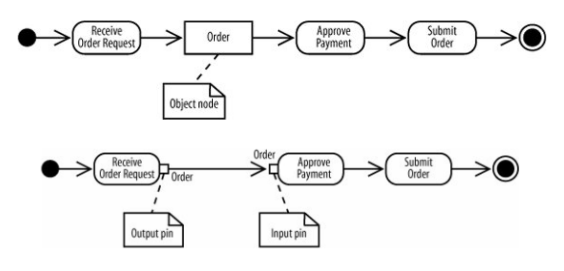 Receive
Order Request
Order
Approve
Payment
Submit
Order
Object node
Receive
Order Request
Order
Order
Approve
Payment
Submit
Order
Output pin
Input pin